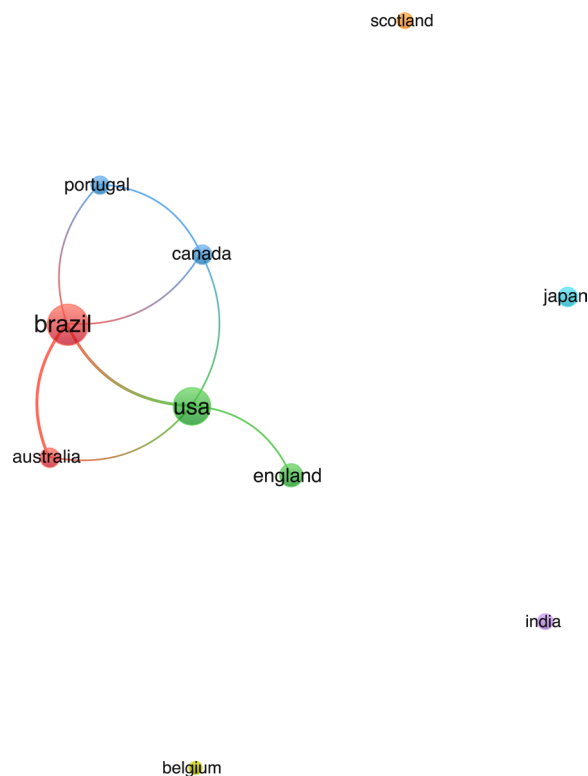 scotland
portugal
canada
japan
brazil
usa
australia
england
india
belgium